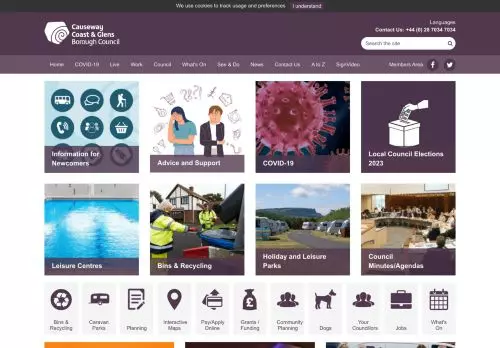 We use cookies to track usage and preferences I understand
Causeway
Coast & Glens
Borough Council
Languages
Contact Us: +44 (0) 28 7034 7034
Search the site
Home COVID-19 Live Work Council What's On See & Do News Contact Us A to Z SignVideo Members Area
Information for
Newcomers
Advice and Support
COVID-19
Local Council Elections
2023
Leisure Centres
Bins & Recycling
Holiday and Leisure
Parks
Council
Minutes/Agendas
Bins &
Recycling
Caravan
Parks
Planning
Interactive
Maps
Pay/Apply
Online
Grants /
Funding
Community
Planning
Dogs
Your
Councillors
Jobs
What's
On